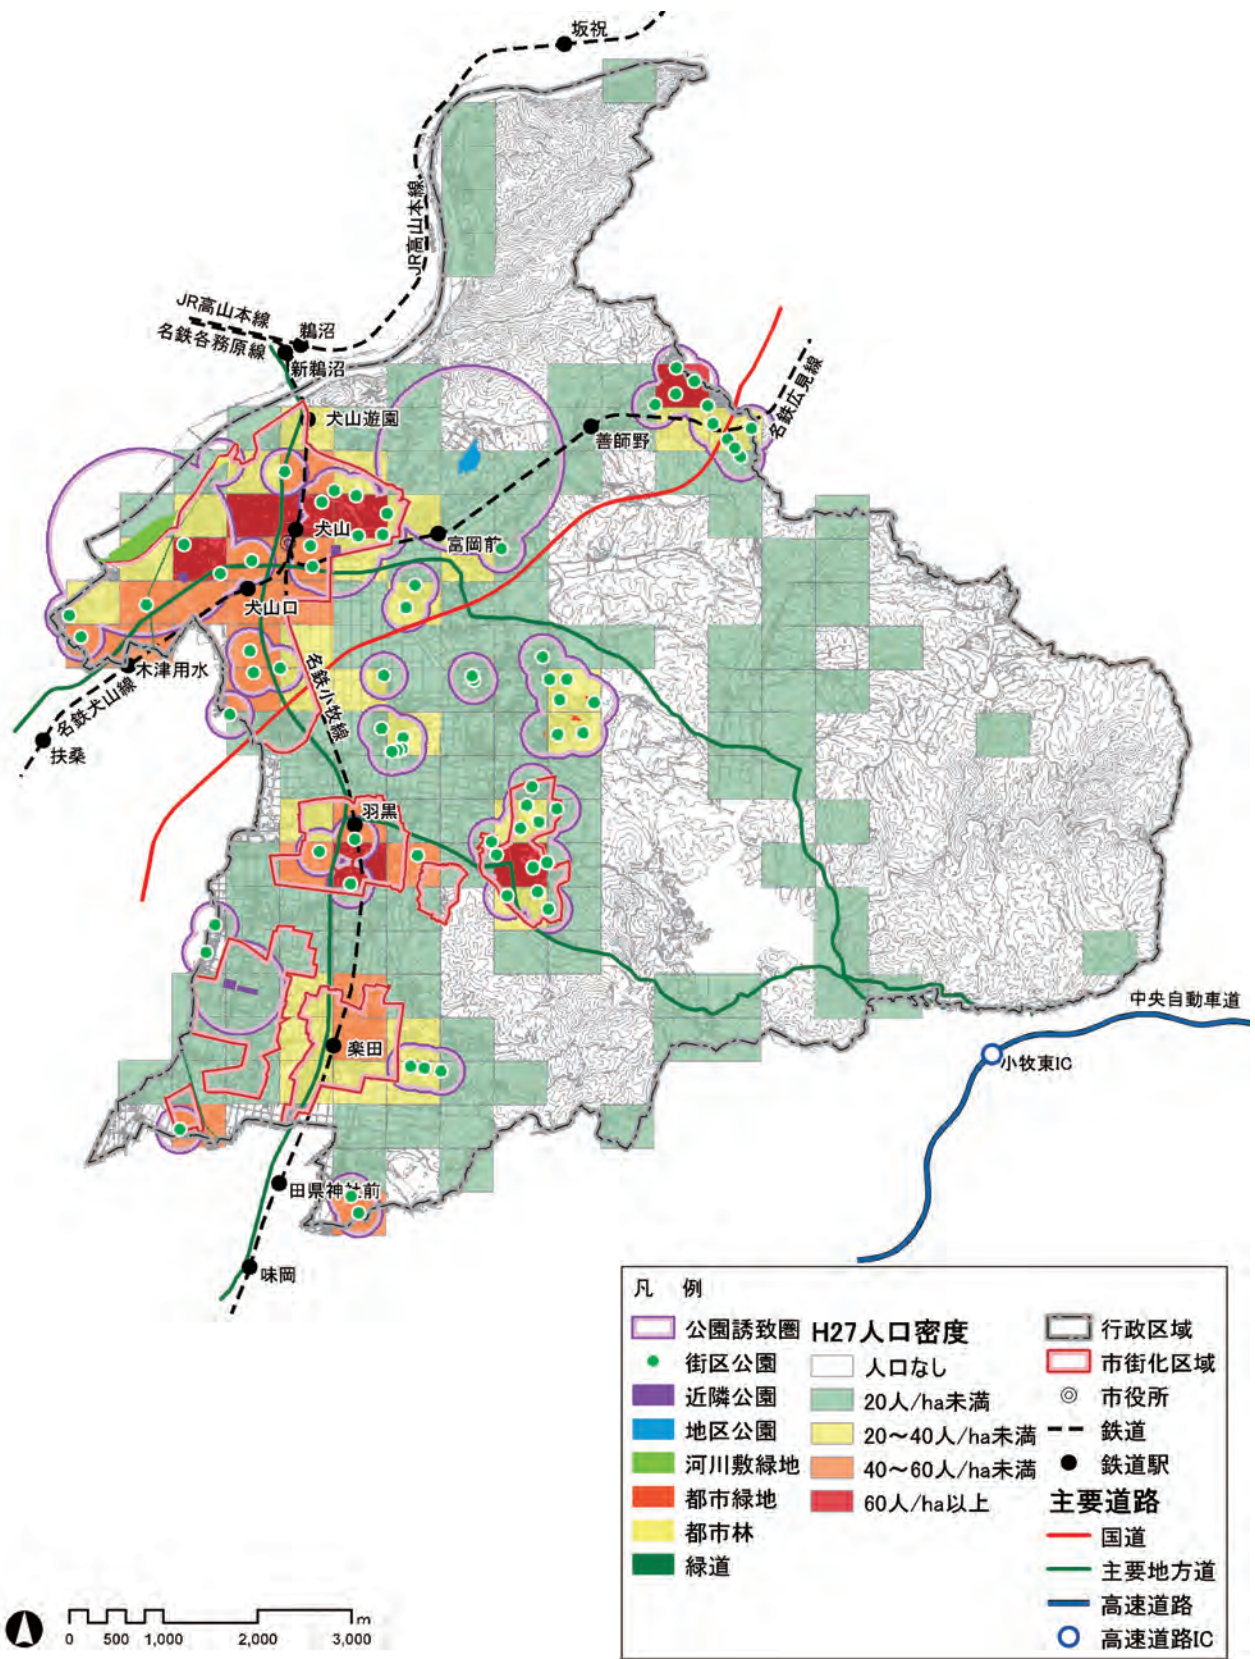 坂祝
JR高山本線
JR高山本線
名鉄各務原線
鵜沼
新鵜沼
犬山遊園
善師野
名鉄広見線
犬山
富岡前
犬山口
木津用水
名鉄犬山線
扶桑
名鉄小牧線
羽黒
楽田
中央自動車道
小牧東IC
田県神社前
味岡
凡 例
公園誘致圏
街区公園
近隣公園
地区公園
河川敷緑地
都市緑地
都市林
緑道
H27人口密度
人口なし
20人/ha未満
20～40人/ha未満
40～60人/ha未満
60人/ha以上
行政区域
市街化区域
市役所
鉄道
鉄道駅
主要道路
国道
主要地方道
高速道路
高速道路IC
0 500 1,000 2,000 3,000 m